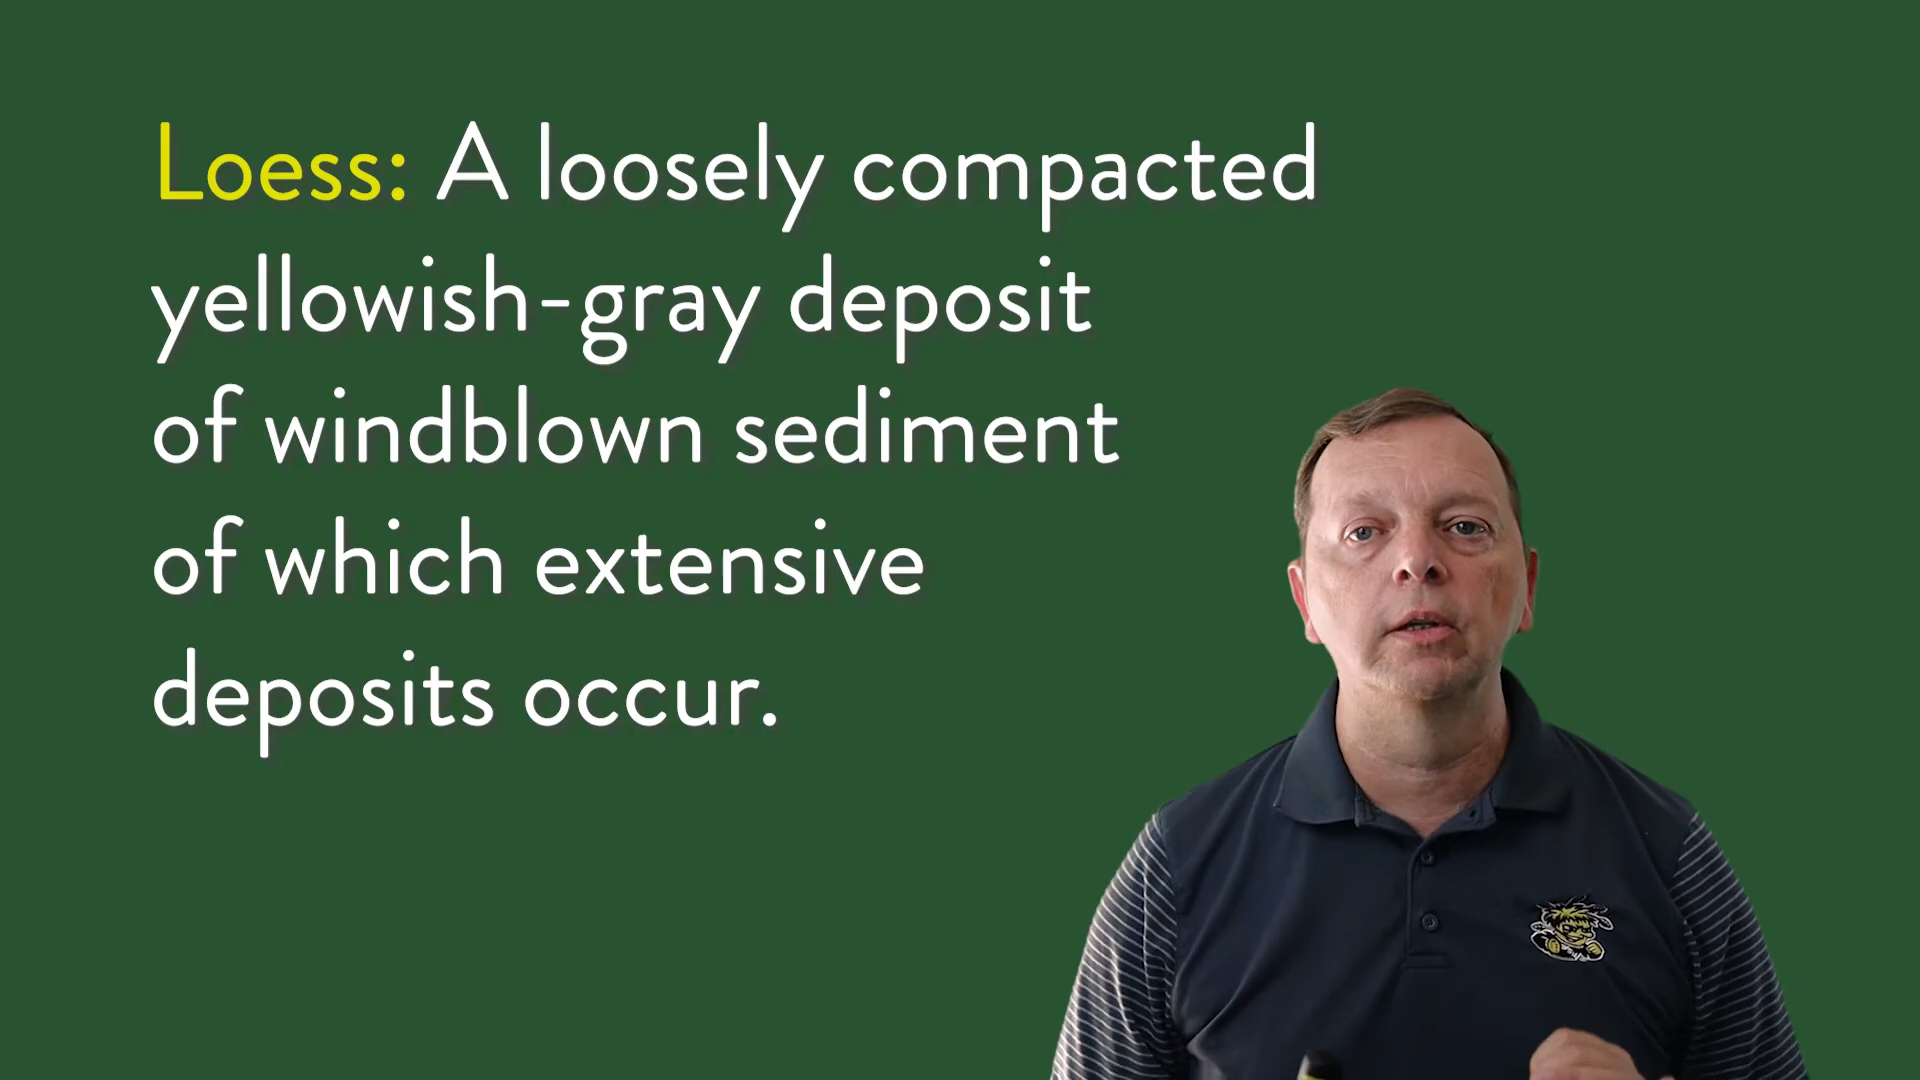 Loess: A loosely compacted
yellowish-gray deposit
of windblown sediment
of which extensive
deposits occur.